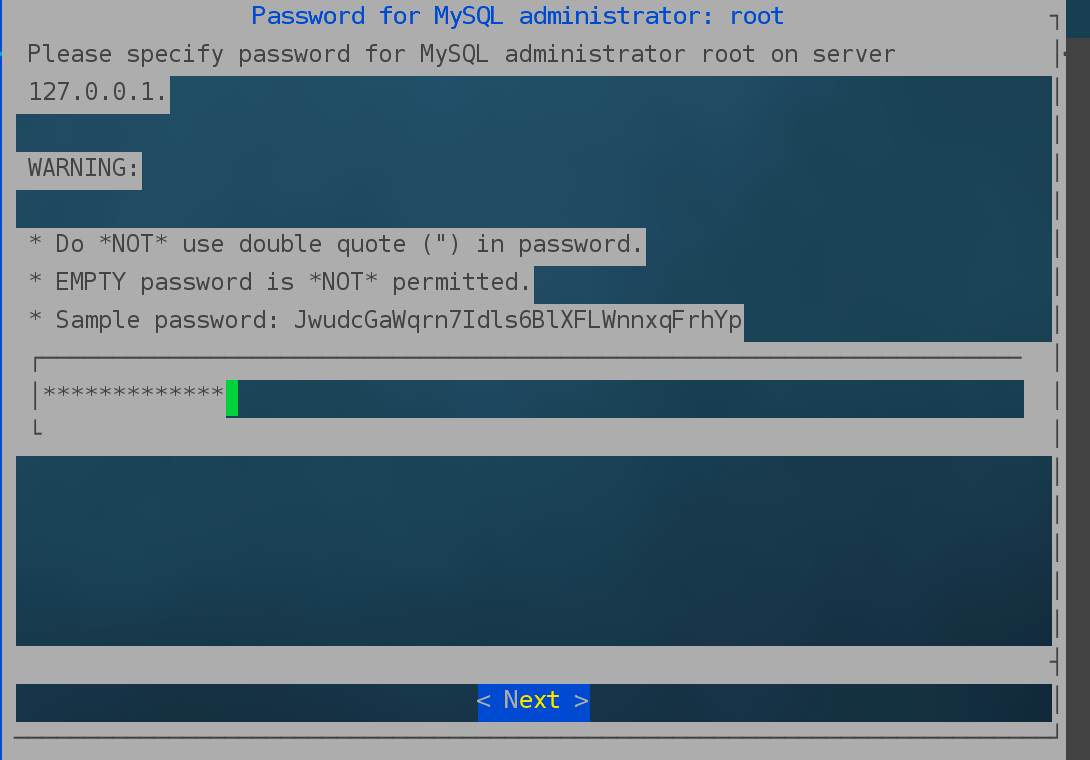 Password for MySQL administrator: root
Please specify password for MySQL administrator root on server
127.0.0.1.
WARNING:
* Do *NOT* use double quote (") in password.
* EMPTY password is *NOT* permitted.
* Sample password: JwudcGaWqrn7Idls6BlXFLWnnxqFrhYp
*************
< Next >